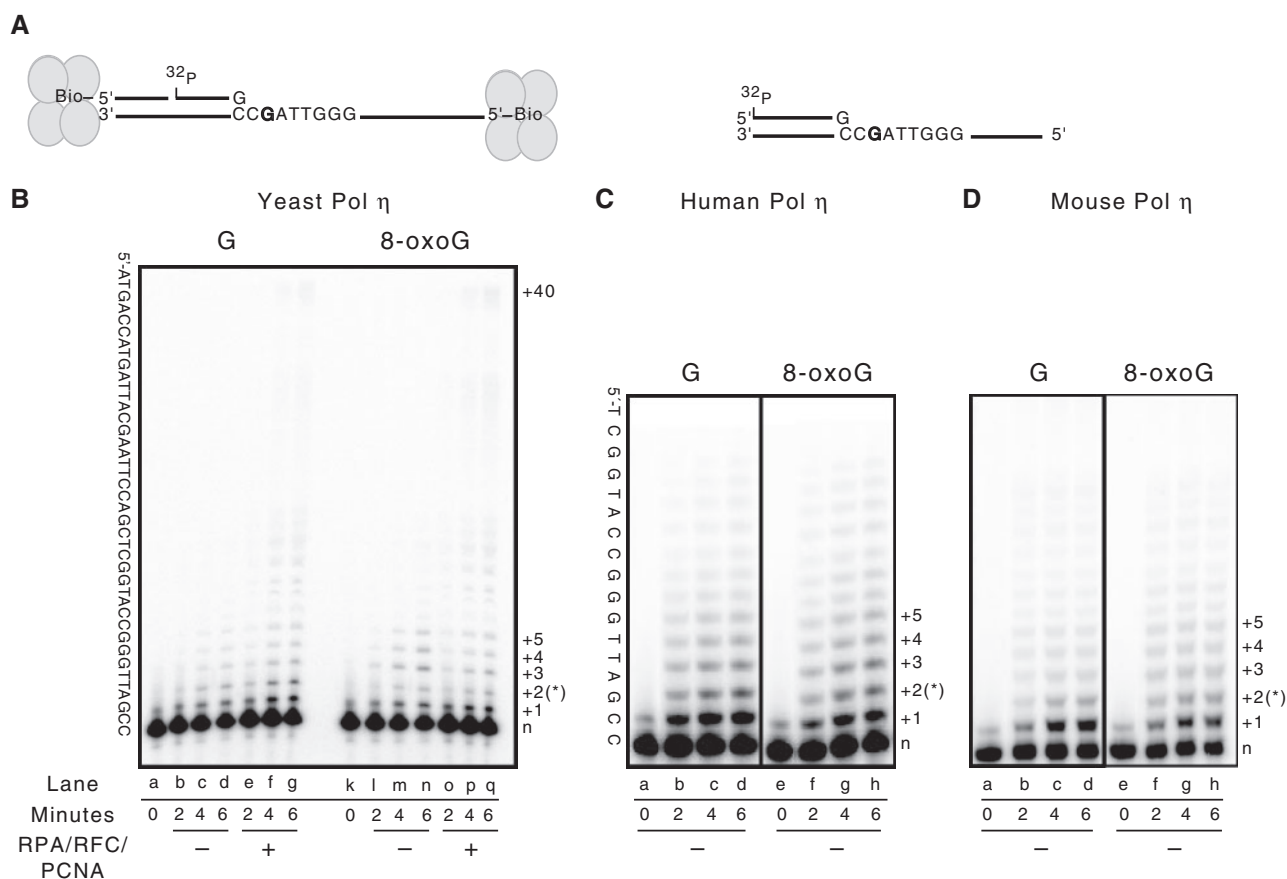 A
32P
Bio 5' G
3' CCGATTGGG 5' Bio
32P
5' G
3' CCGATTGGG 5'
B Yeast Pol η
G 8-oxoG
5'-ATGACCATGATTACGAATTCCAGCTCGGTACCGGGTTAGCC
+40
+5
+4
+3
+2(*)
+1
n
Lane a b c d e f g k l m n o p q
Minutes 0 2 4 6 2 4 6 0 2 4 6 2 4 6
RPA/RFC/ − + − +
PCNA
C Human Pol η
G 8-oxoG
5'-TCGGTACCGGGTTAGCC
+5
+4
+3
+2(*)
+1
n
a b c d e f g h
0 2 4 6 0 2 4 6
− −
D Mouse Pol η
G 8-oxoG
+5
+4
+3
+2(*)
+1
n
a b c d e f g h
0 2 4 6 0 2 4 6
− −